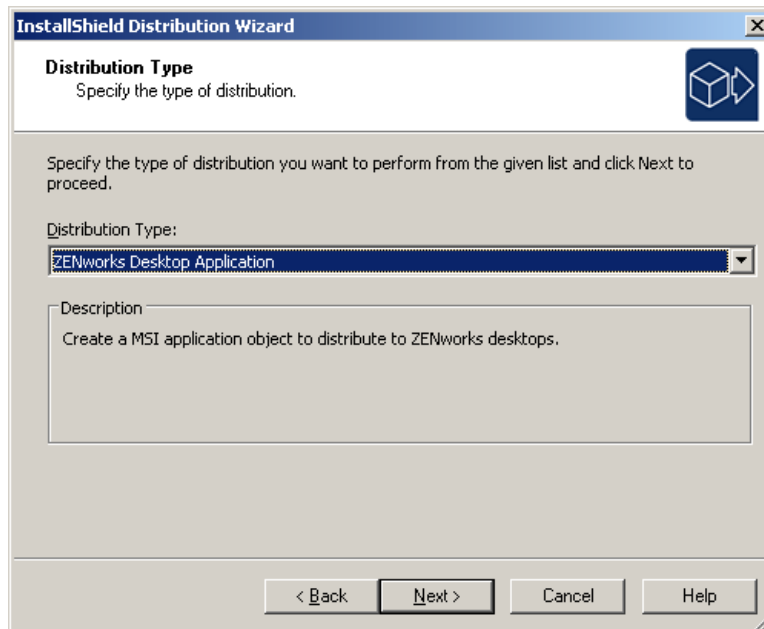 InstallShield Distribution Wizard
Distribution Type
Specify the type of distribution.
Specify the type of distribution you want to perform from the given list and click Next to
proceed.
Distribution Type:
ZENworks Desktop Application
Description
Create a MSI application object to distribute to ZENworks desktops.
< Back
Next >
Cancel
Help